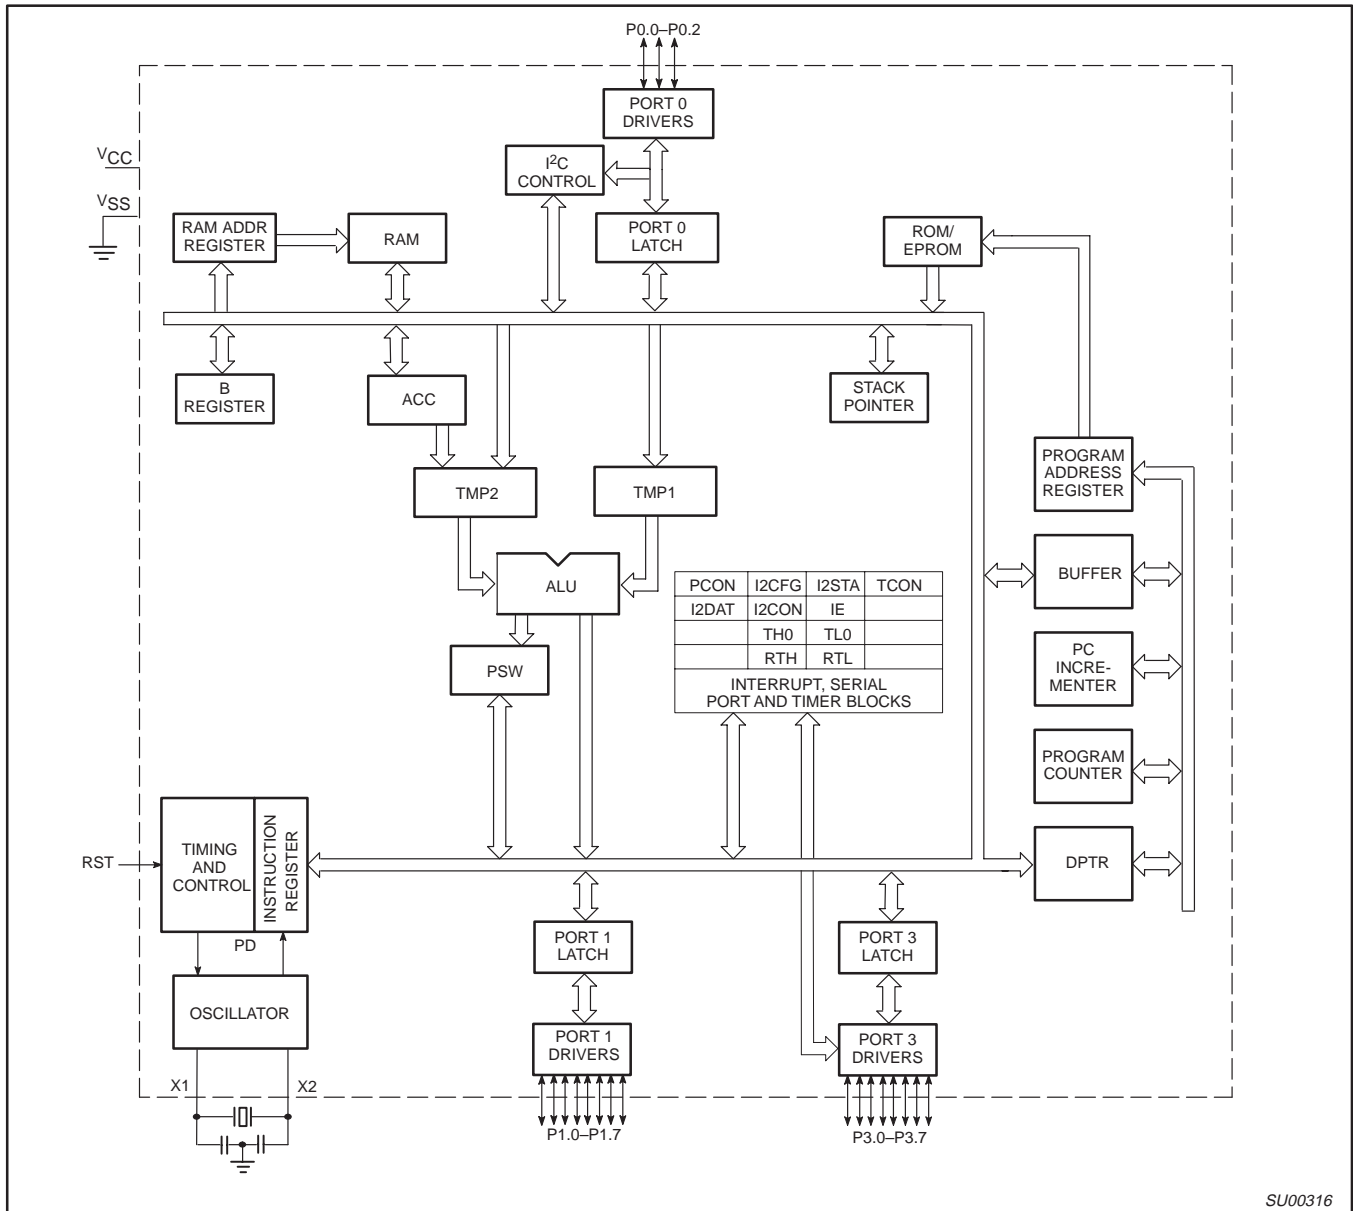 P0.0–P0.2
PORT 0
DRIVERS
VCC
I2C
CONTROL
VSS
RAM ADDR
REGISTER
RAM
PORT 0
LATCH
ROM/
EPROM
B
REGISTER
ACC
STACK
POINTER
PROGRAM
ADDRESS
REGISTER
TMP2
TMP1
BUFFER
ALU
PCON I2CFG I2STA TCON
I2DAT I2CON IE
TH0 TL0
RTH RTL
INTERRUPT, SERIAL
PORT AND TIMER BLOCKS
PSW
PC
INCRE-
MENTER
PROGRAM
COUNTER
RST
TIMING
AND
CONTROL
INSTRUCTION
REGISTER
DPTR
PD
PORT 1
LATCH
PORT 3
LATCH
OSCILLATOR
PORT 1
DRIVERS
PORT 3
DRIVERS
X1
X2
P1.0–P1.7
P3.0–P3.7
SU00316